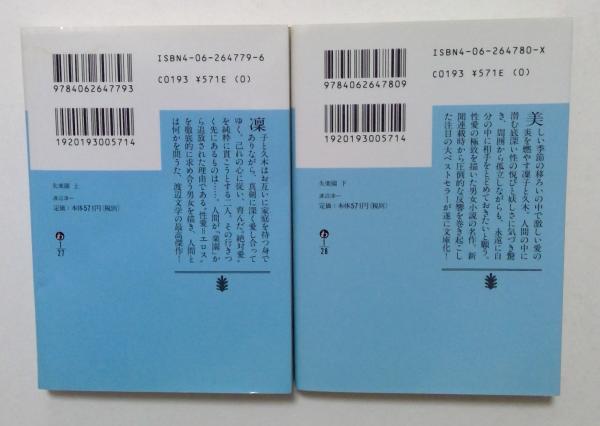 ISBN4-06-264779-6
C0193 ¥571E (0)
9784062647793
1920193005714
凜子と久木はお互いに家庭を持つ身で
ありながら、真剣に深く愛し合って
ゆく。己れの心に従い、育んだ〝絶対愛〟
を純粋に貫こうとする二人。その行きつ
く先にあるものは……。人間が「楽園」か
ら追放された理由である〝性愛=エロス〟
を徹底的に求め合う男女を描き、人間と
は何かを問うた、渡辺文学の最高傑作!
失楽園 上
渡辺淳一
定価:本体571円(税別)
わ
1
27
ISBN4-06-264780-X
C0193 ¥571E (0)
9784062647809
1920193005714
美しい季節の移ろいの中で激しい愛の
炎を燃やす凜子と久木。人間の中に
潜む底深い性の悦びと妖しさに気づき驚
き、周囲から孤立しながらも、永遠に自
分の中に相手をとどめておきたいと願う。
性愛の極致を描いた男女小説の名作。新
聞連載時から圧倒的な反響を巻き起こし
た注目の大ベストセラーが遂に文庫化!
失楽園 下
渡辺淳一
定価:本体571円(税別)
わ
1
28